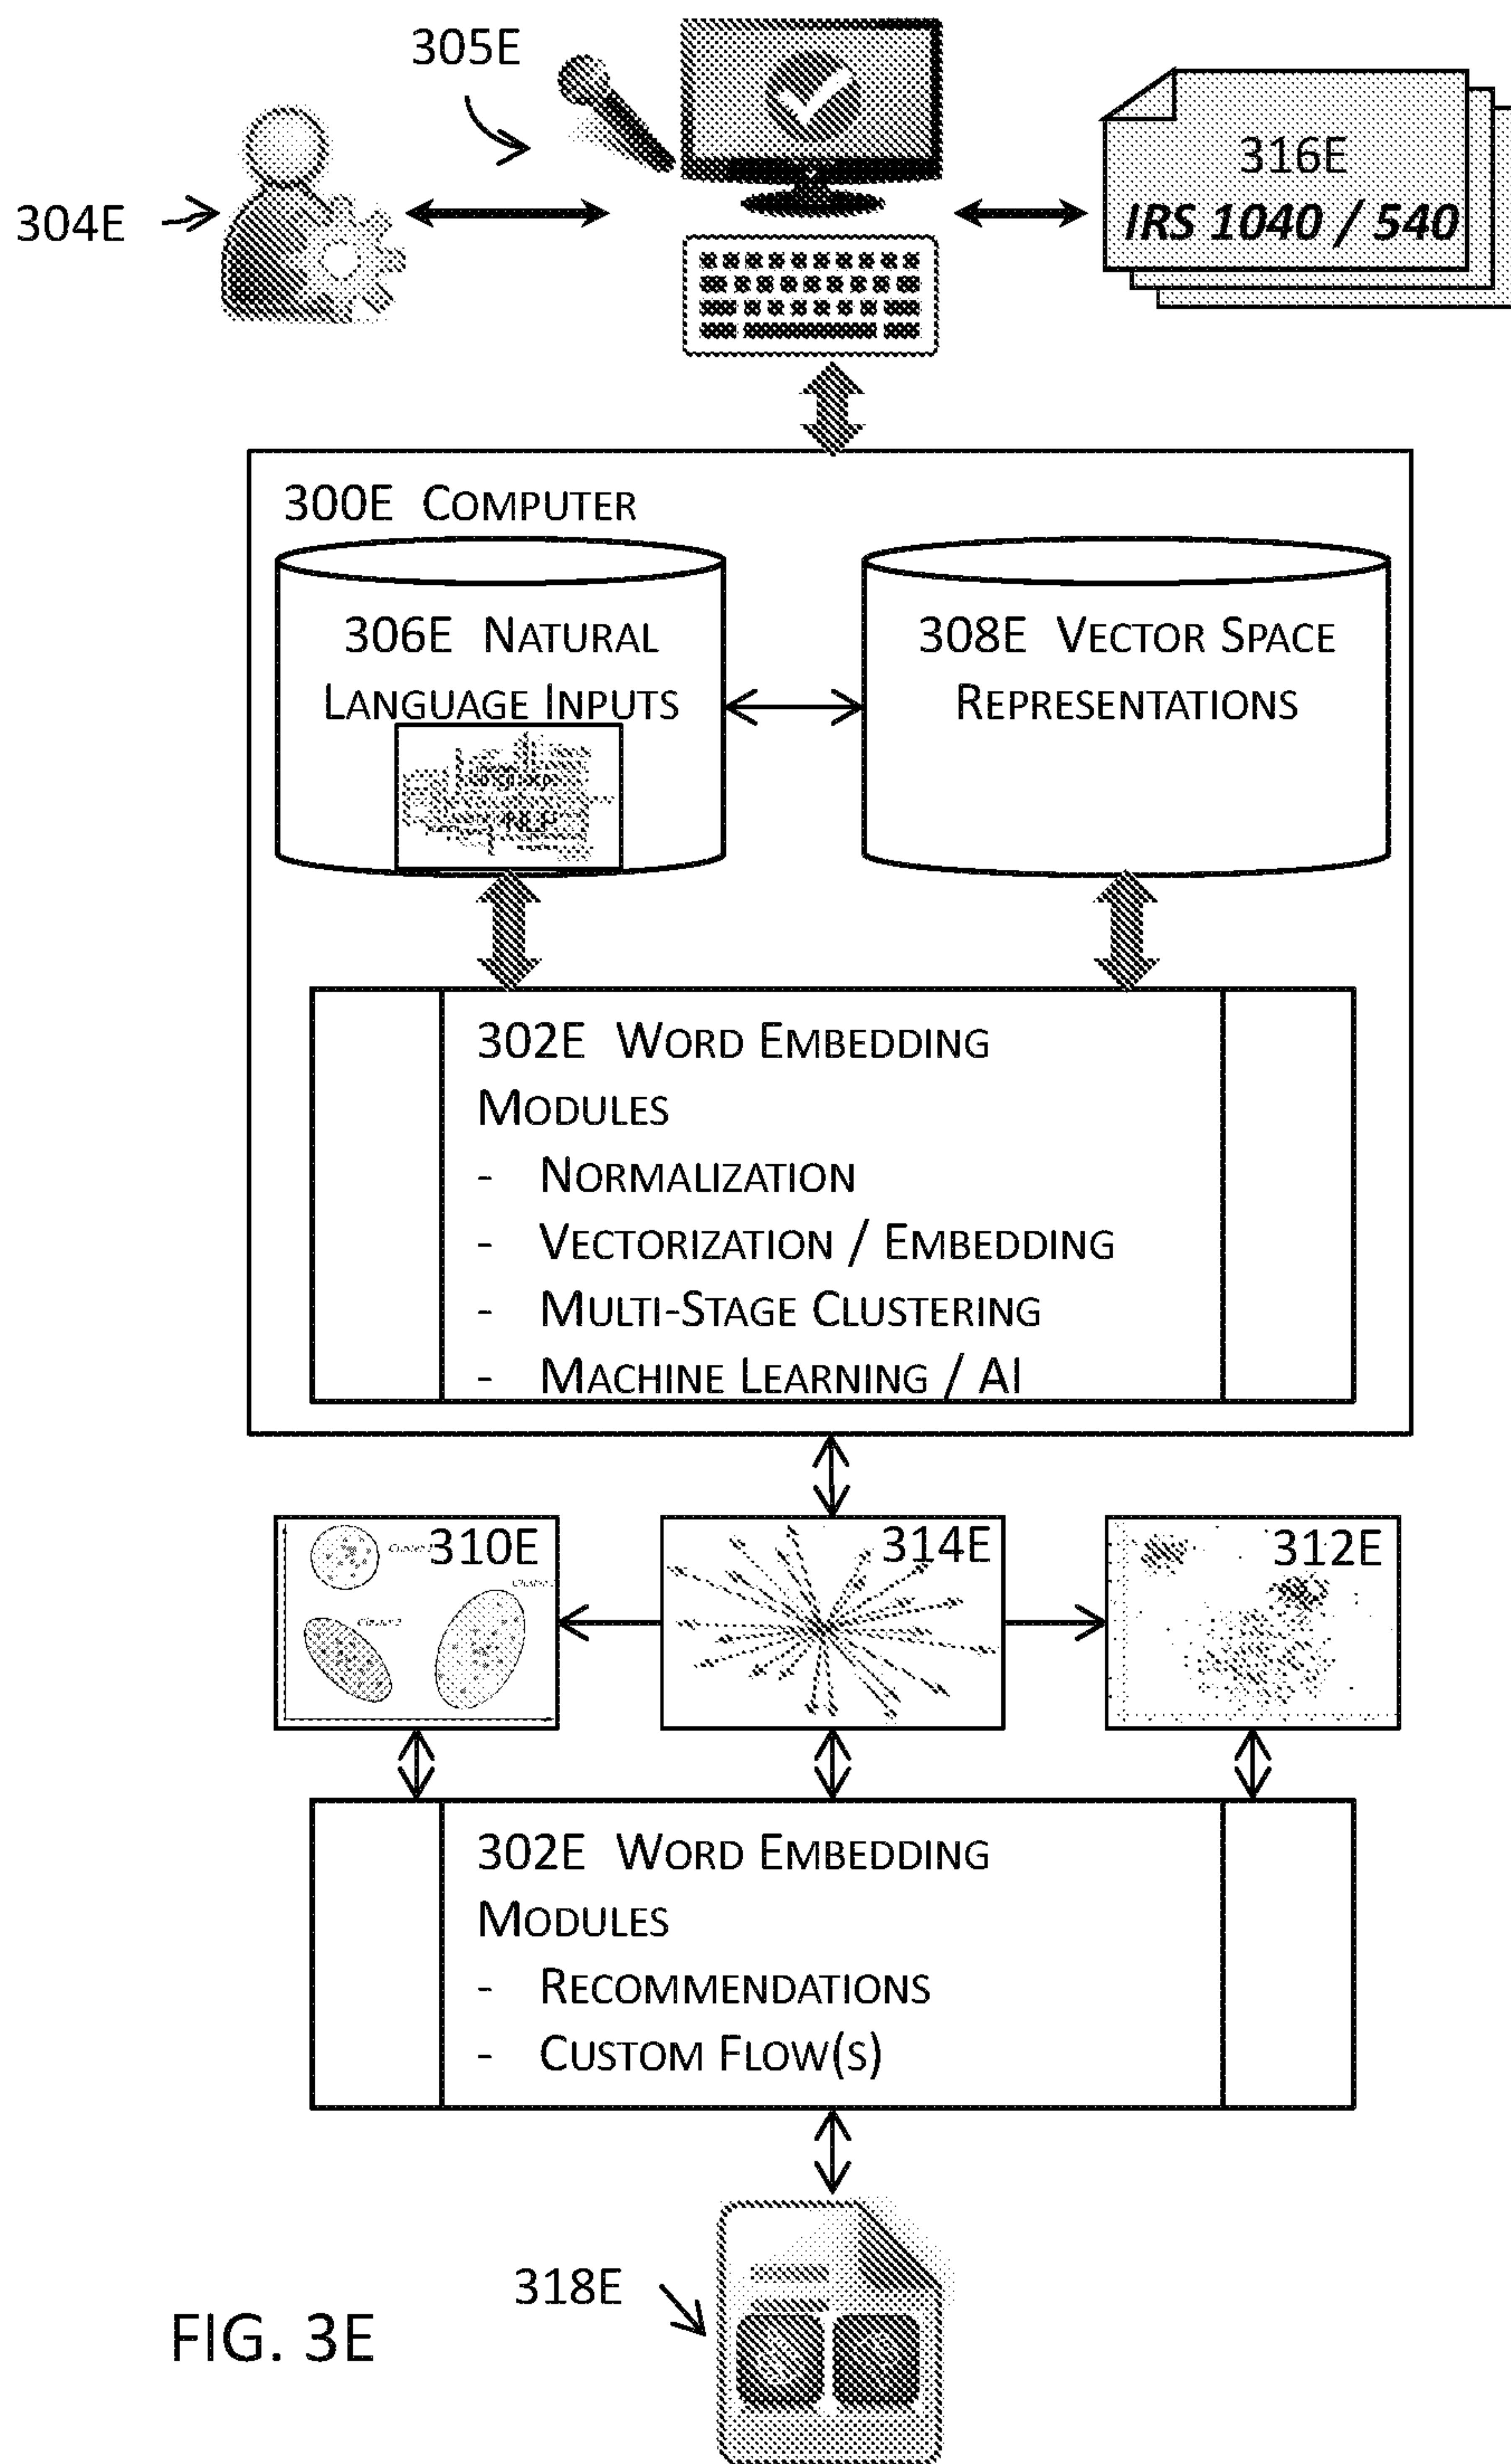 305E
304E
316E
IRS 1040 / 540
300E COMPUTER
306E NATURAL
LANGUAGE INPUTS
308E VECTOR SPACE
REPRESENTATIONS
NLP
302E WORD EMBEDDING
MODULES
- NORMALIZATION
- VECTORIZATION / EMBEDDING
- MULTI-STAGE CLUSTERING
- MACHINE LEARNING / AI
310E
314E
312E
302E WORD EMBEDDING
MODULES
- RECOMMENDATIONS
- CUSTOM FLOW(S)
318E
FIG. 3E